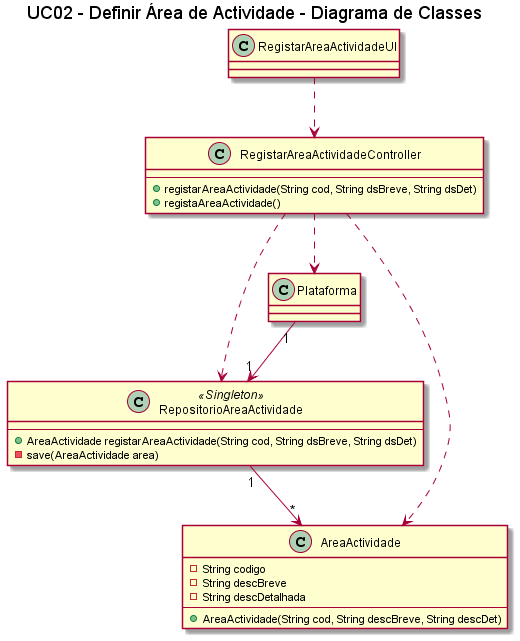 UC02 - Definir Área de Actividade - Diagrama de Classes
C RegistarAreaActividadeUI
C RegistarAreaActividadeController
registarAreaActividade(String cod, String dsBreve, String dsDet)
registaAreaActividade()
C Plataforma
1
1
«Singleton»
C RepositorioAreaActividade
AreaActividade registarAreaActividade(String cod, String dsBreve, String dsDet)
save(AreaActividade area)
1
*
C AreaActividade
String codigo
String descBreve
String descDetalhada
AreaActividade(String cod, String descBreve, String descDet)